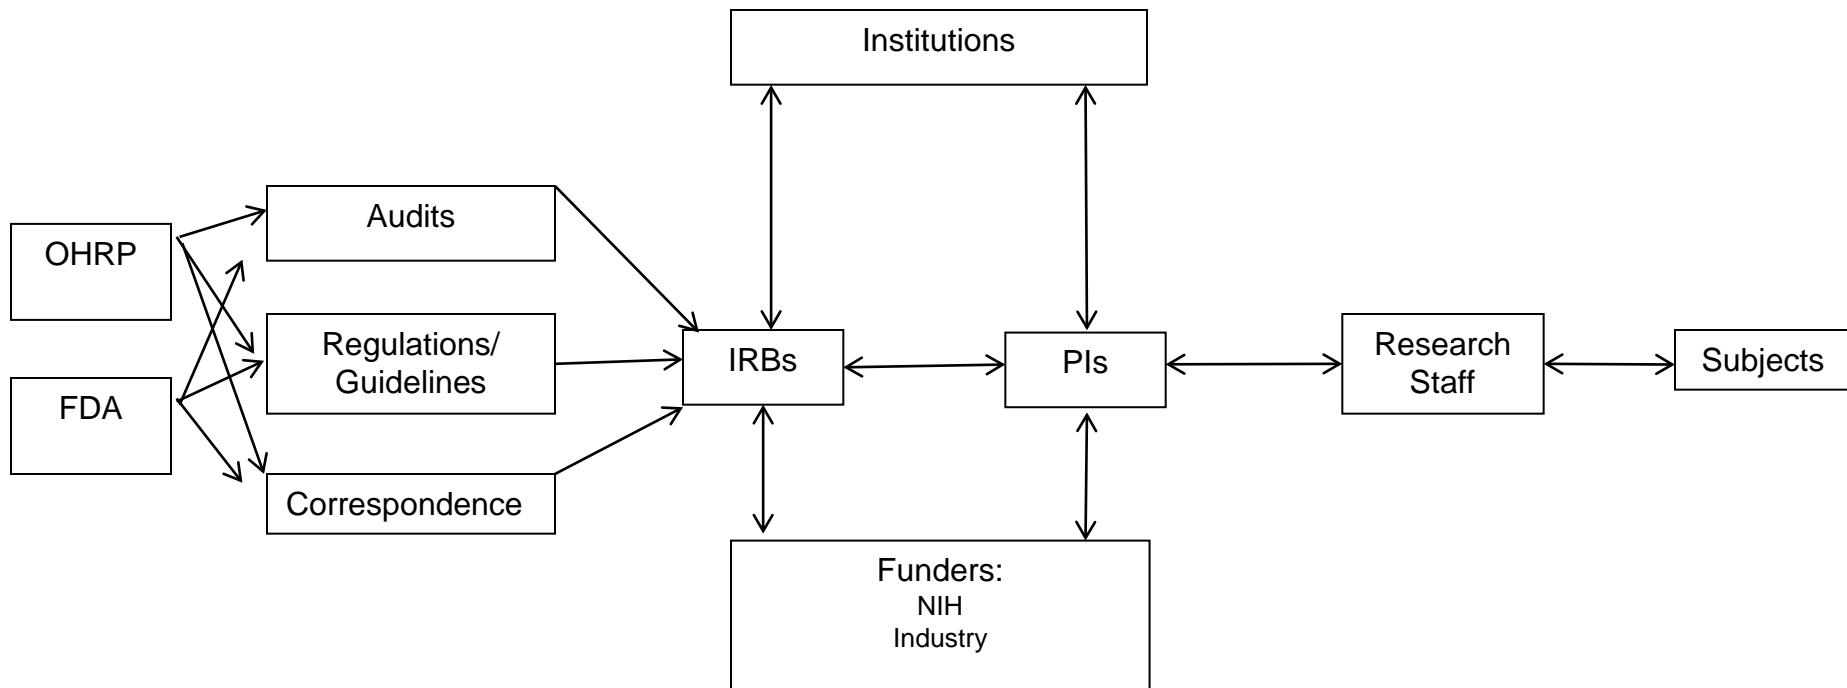 Institutions
OHRP
FDA
Audits
Regulations/
Guidelines
Correspondence
IRBs
PIs
Research
Staff
Subjects
Funders:
NIH
Industry